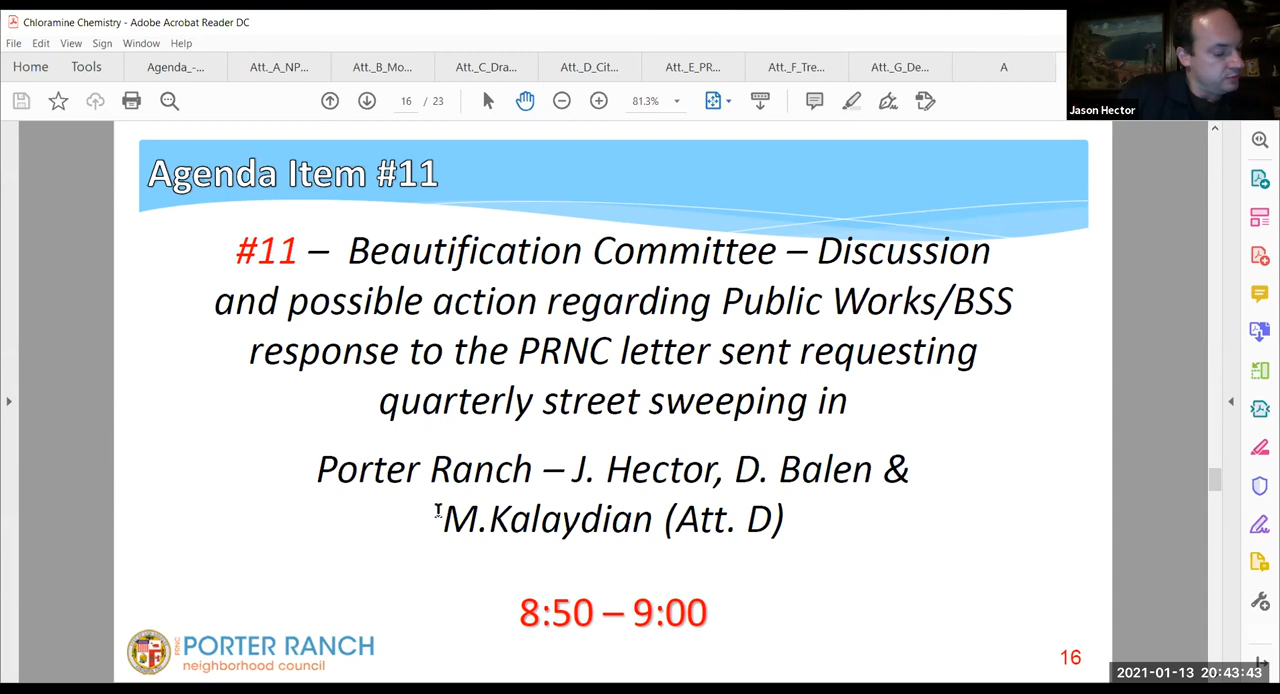 Chloramine Chemistry - Adobe Acrobat Reader DC
File Edit View Sign Window Help
Home Tools Agenda_-... Att._A_NP... Att._B_Mo... Att._C_Dra... Att._D_Cit... Att._E_PR... Att._F_Tre... Att._G_De... A
16 / 23 81.3%
Jason Hector
Agenda Item #11
#11 – Beautification Committee – Discussion
and possible action regarding Public Works/BSS
response to the PRNC letter sent requesting
quarterly street sweeping in
Porter Ranch – J. Hector, D. Balen &
M.Kalaydian (Att. D)
8:50 – 9:00
PRNC PORTER RANCH
neighborhood council
16
2021-01-13 20:43:43